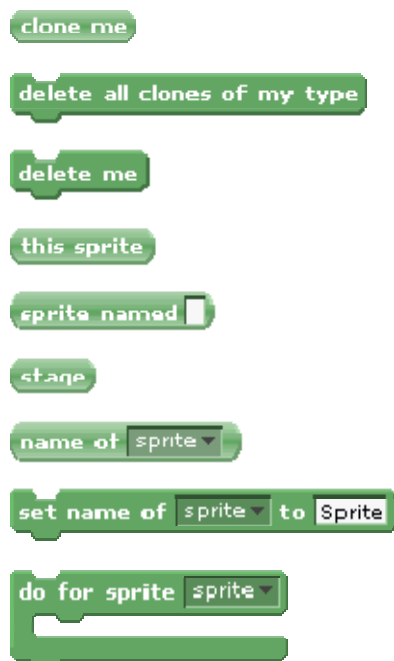 clone me
delete all clones of my type
delete me
this sprite
sprite named
stage
name of sprite
set name of sprite to Sprite
do for sprite sprite